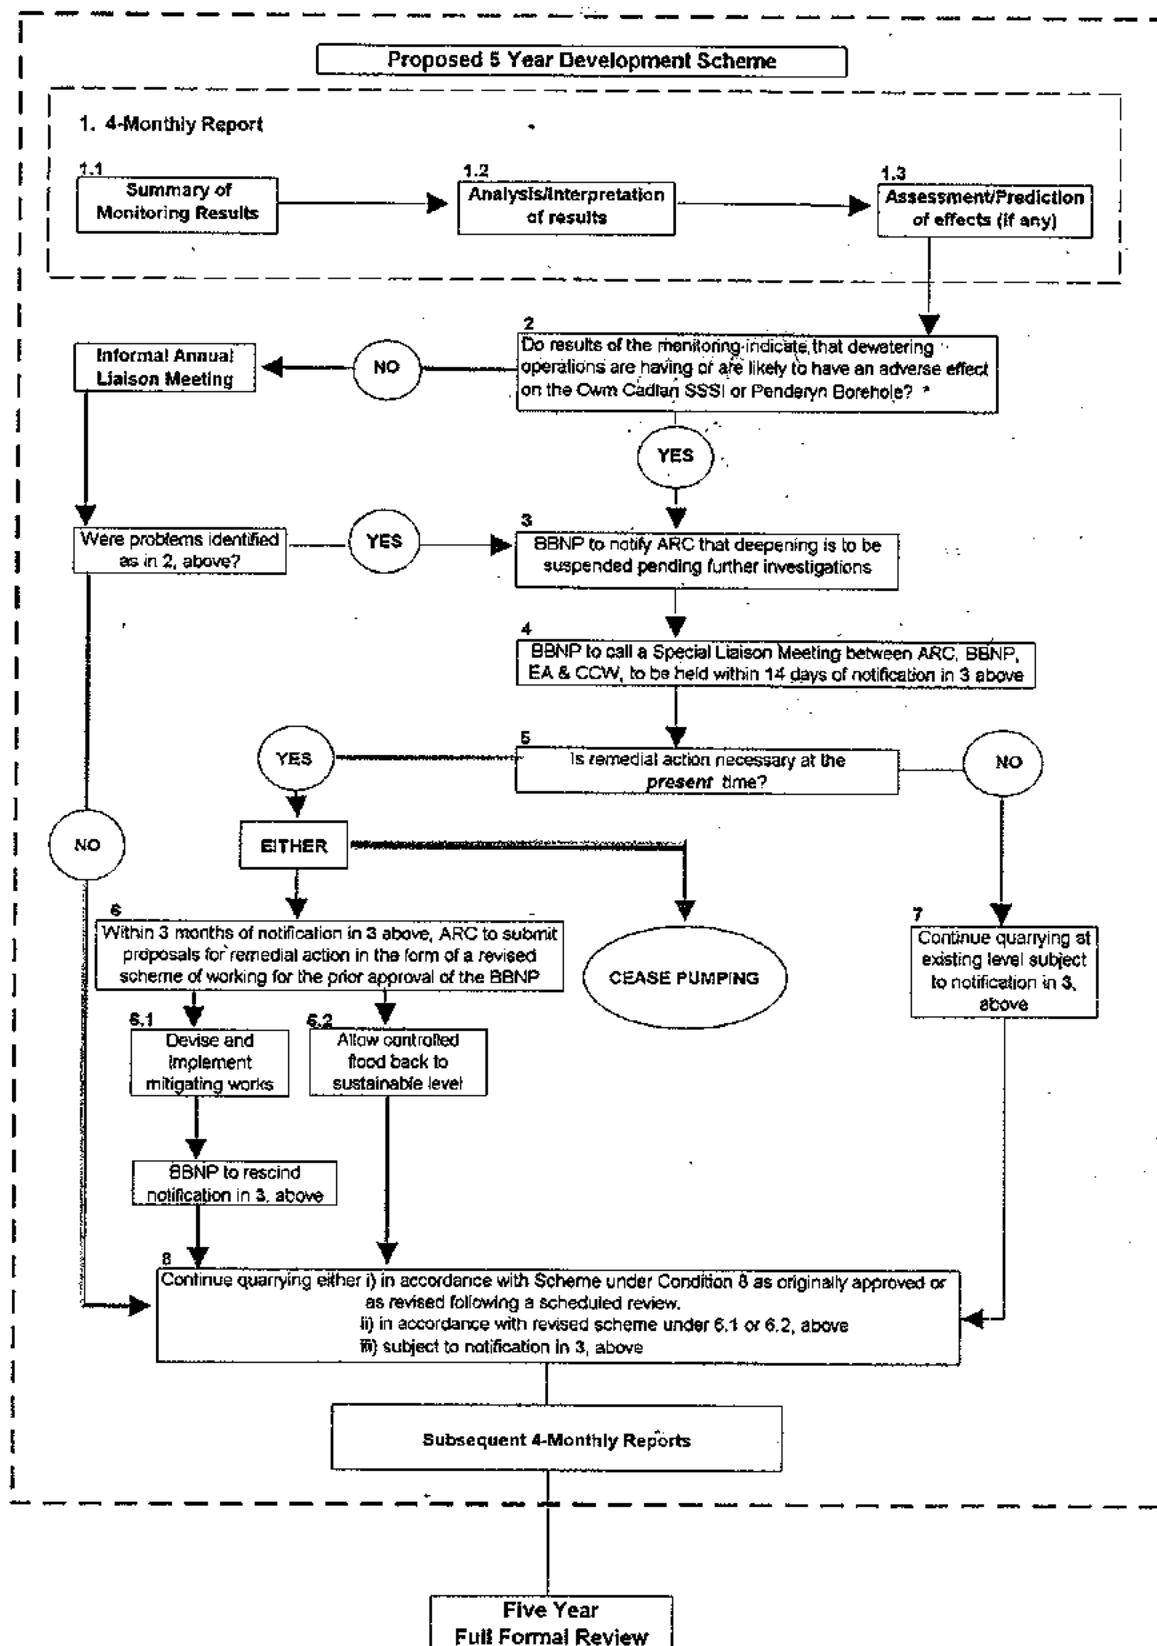 Proposed 5 Year Development Scheme
1. 4-Monthly Report
1.1
Summary of
Monitoring Results
1.2
Analysis/Interpretation
of results
1.3
Assessment/Prediction
of effects (if any)
2
Do results of the monitoring indicate that dewatering
operations are having or are likely to have an adverse effect
on the Cwm Cadlan SSSI or Penderyn Borehole?
NO
Informal Annual
Liaison Meeting
YES
Were problems identified
as in 2, above?
YES
3
BBNP to notify ARC that deepening is to be
suspended pending further investigations
4
BBNP to call a Special Liaison Meeting between ARC, BBNP,
EA & CCW, to be held within 14 days of notification in 3 above
5
Is remedial action necessary at the
present time?
YES
NO
NO
EITHER
6
Within 3 months of notification in 3 above, ARC to submit
proposals for remedial action in the form of a revised
scheme of working for the prior approval of the BBNP
CEASE PUMPING
7
Continue quarrying at
existing level subject
to notification in 3,
above
6.1
Devise and
implement
mitigating works
6.2
Allow controlled
flood back to
sustainable level
BBNP to rescind
notification in 3, above
8
Continue quarrying either i) in accordance with Scheme under Condition 8 as originally approved or
as revised following a scheduled review.
ii) in accordance with revised scheme under 6.1 or 6.2, above
iii) subject to notification in 3, above
Subsequent 4-Monthly Reports
Five Year
Full Formal Review